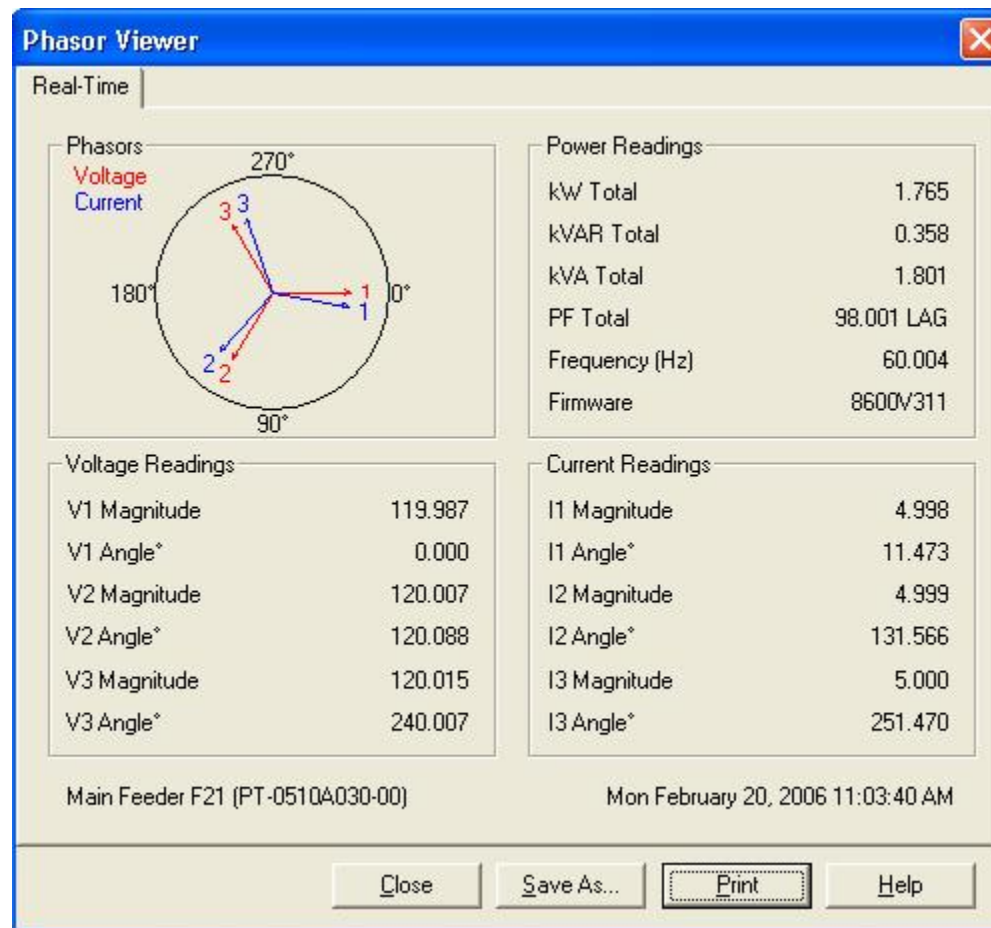 Phasor Viewer
Real-Time
Phasors
Voltage
Current
270°
3 3
180°
1 0°
1
2
2
90°
Power Readings
kW Total 1.765
kVAR Total 0.358
kVA Total 1.801
PF Total 98.001 LAG
Frequency (Hz) 60.004
Firmware 8600V311
Voltage Readings
V1 Magnitude 119.987
V1 Angle° 0.000
V2 Magnitude 120.007
V2 Angle° 120.088
V3 Magnitude 120.015
V3 Angle° 240.007
Current Readings
I1 Magnitude 4.998
I1 Angle° 11.473
I2 Magnitude 4.999
I2 Angle° 131.566
I3 Magnitude 5.000
I3 Angle° 251.470
Main Feeder F21 (PT-0510A030-00)
Mon February 20, 2006 11:03:40 AM
Close
Save As...
Print
Help